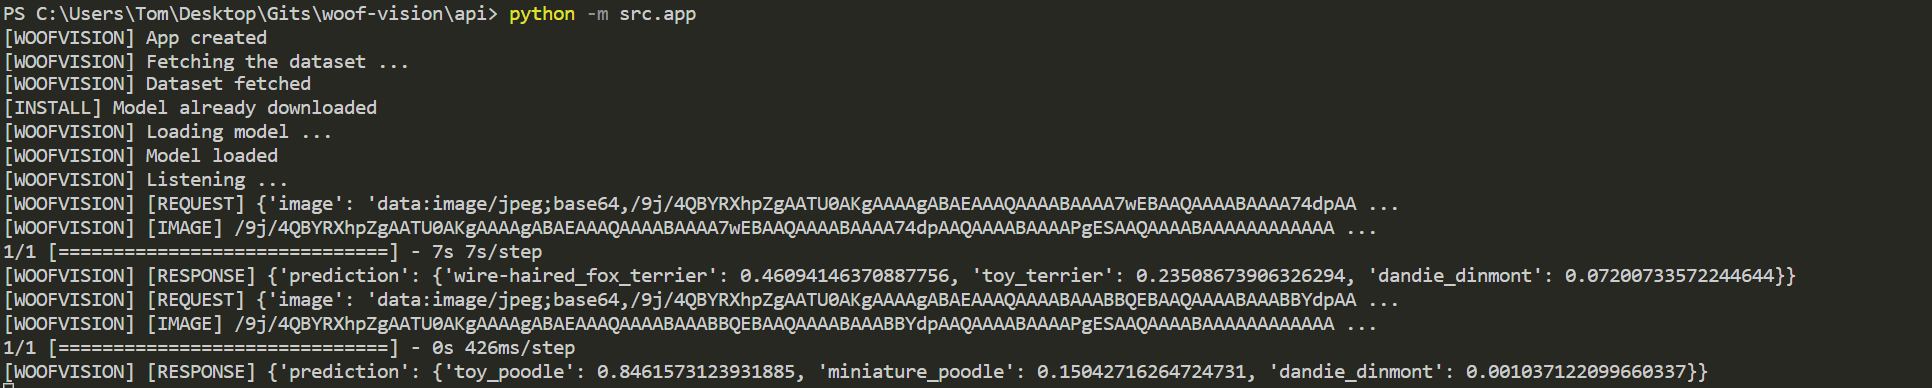 PS C:\Users\Tom\Desktop\Gits\woof-vision\api> python -m src.app
[WOOFVISION] App created
[WOOFVISION] Fetching the dataset ...
[WOOFVISION] Dataset fetched
[INSTALL] Model already downloaded
[WOOFVISION] Loading model ...
[WOOFVISION] Model loaded
[WOOFVISION] Listening ...
[WOOFVISION] [REQUEST] {'image': 'data:image/jpeg;base64,/9j/4QBYRXhpZgAATU0AKgAAAAgABAEAAAQAAAABAAAA7wEBAAQAAAABAAAA74dpAA ...
[WOOFVISION] [IMAGE] /9j/4QBYRXhpZgAATU0AKgAAAAgABAEAAAQAAAABAAAA7wEBAAQAAAABAAAA74dpAAQAAAABAAAAPgESAAQAAAABAAAAAAAAAAAA ...
1/1 [==============================] - 7s 7s/step
[WOOFVISION] [RESPONSE] {'prediction': {'wire-haired_fox_terrier': 0.46094146370887756, 'toy_terrier': 0.23508673906326294, 'dandie_dinmont': 0.07200733572244644}}
[WOOFVISION] [REQUEST] {'image': 'data:image/jpeg;base64,/9j/4QBYRXhpZgAATU0AKgAAAAgABAEAAAQAAAABAAABBQEBAAQAAAABAAABBYdpAA ...
[WOOFVISION] [IMAGE] /9j/4QBYRXhpZgAATU0AKgAAAAgABAEAAAQAAAABAAABBQEBAAQAAAABAAABBYdpAAQAAAABAAAAPgESAAQAAAABAAAAAAAAAAAA ...
1/1 [==============================] - 0s 426ms/step
[WOOFVISION] [RESPONSE] {'prediction': {'toy_poodle': 0.8461573123931885, 'miniature_poodle': 0.15042716264724731, 'dandie_dinmont': 0.001037122099660337}}